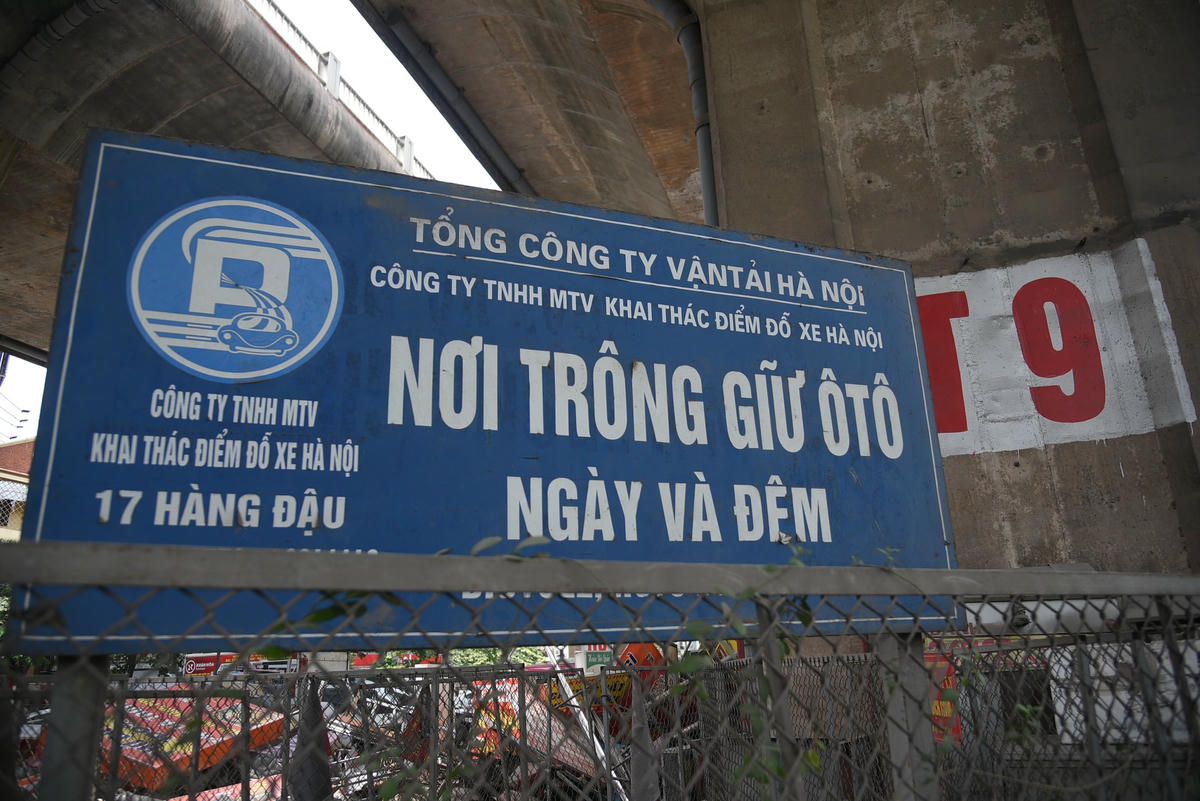 TỔNG CÔNG TY VẬNTẢI HÀ NỘI
CÔNG TY TNHH MTV KHAI THÁC ĐIỂM ĐỖ XE HÀ NỘI
NƠI TRÔNG GIỮ ÔTÔ
NGÀY VÀ ĐÊM
P
CÔNG TY TNHH MTV
KHAI THÁC ĐIỂM ĐỖ XE HÀ NỘI
17 HÀNG ĐẬU
T9